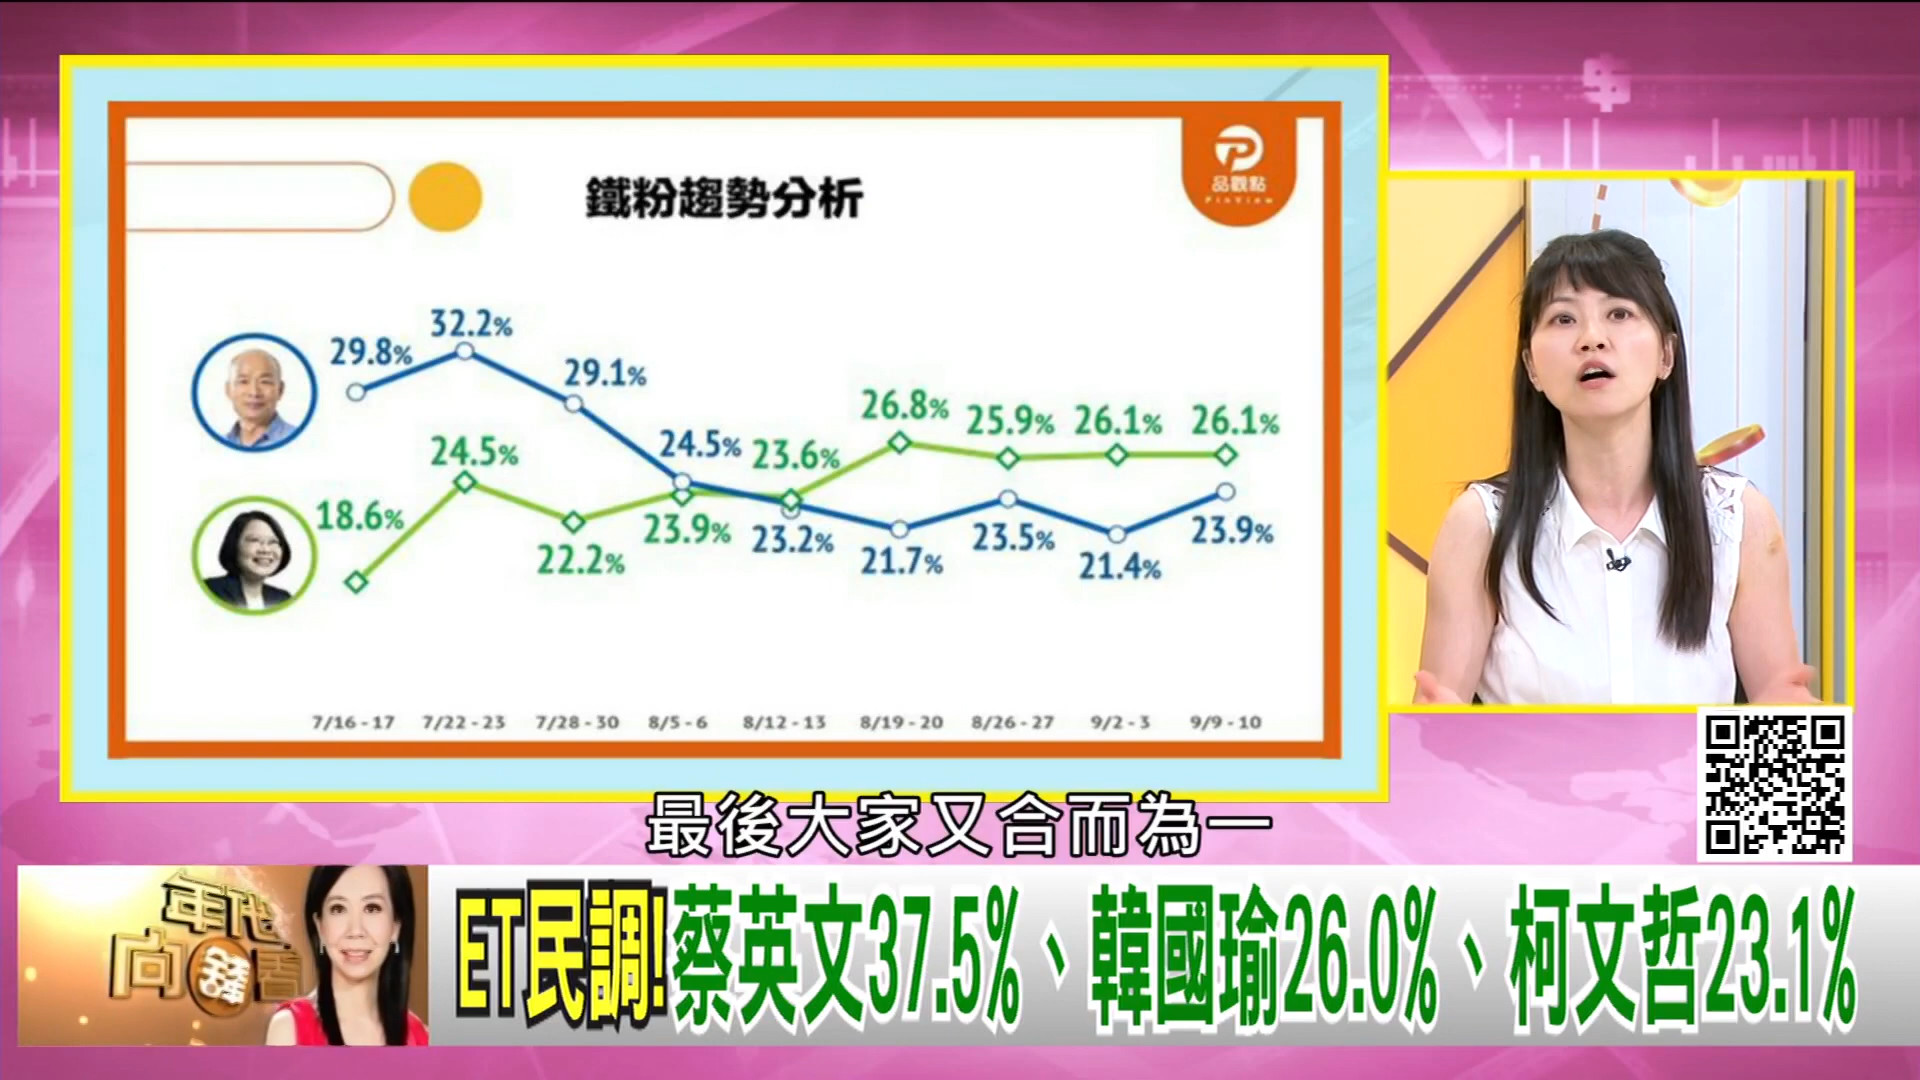 鐵粉趨勢分析
P
品觀點
PinView
29.8%
32.2%
29.1%
24.5%
23.2%
21.7%
23.5%
21.4%
23.9%
18.6%
24.5%
22.2%
23.9%
23.6%
26.8%
25.9%
26.1%
26.1%
7/16-17 7/22-23 7/28-30 8/5-6 8/12-13 8/19-20 8/26-27 9/2-3 9/9-10
最後大家又合而為一
年代
向錢看
ET民調!蔡英文37.5%、韓國瑜26.0%、柯文哲23.1%